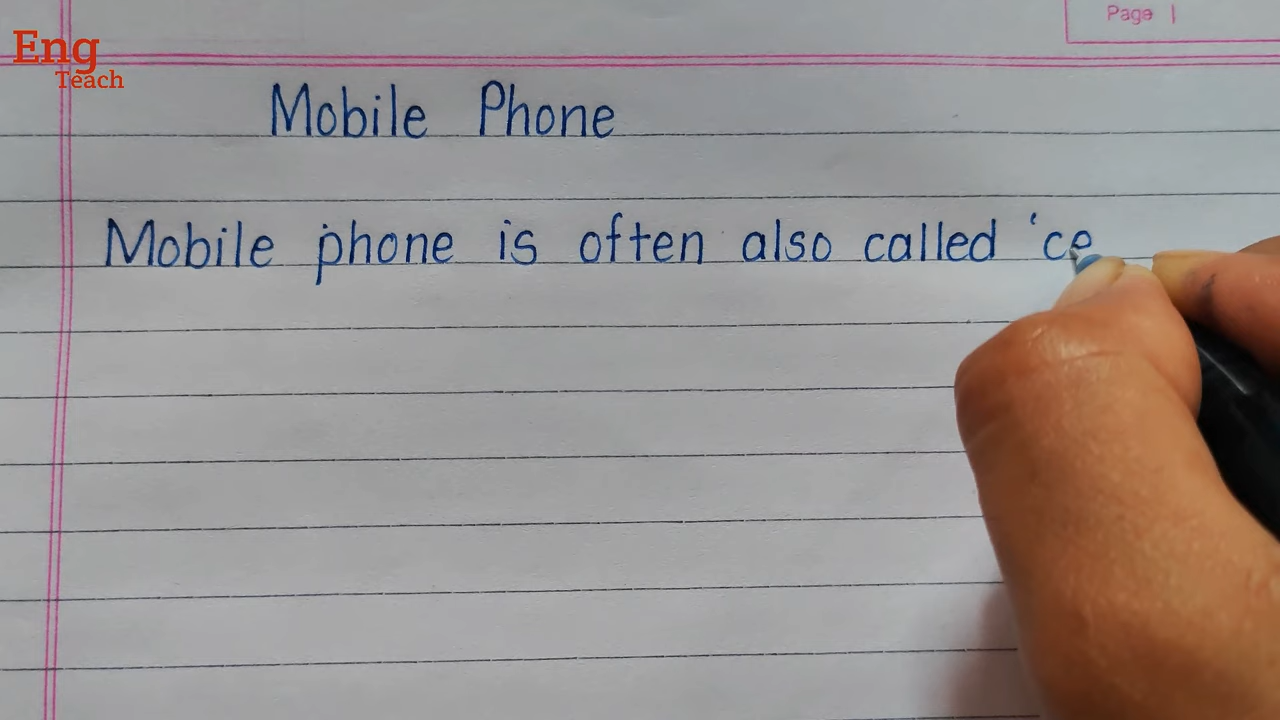 Eng
Teach
Page 1
Mobile Phone
Mobile phone is often also called 'ce